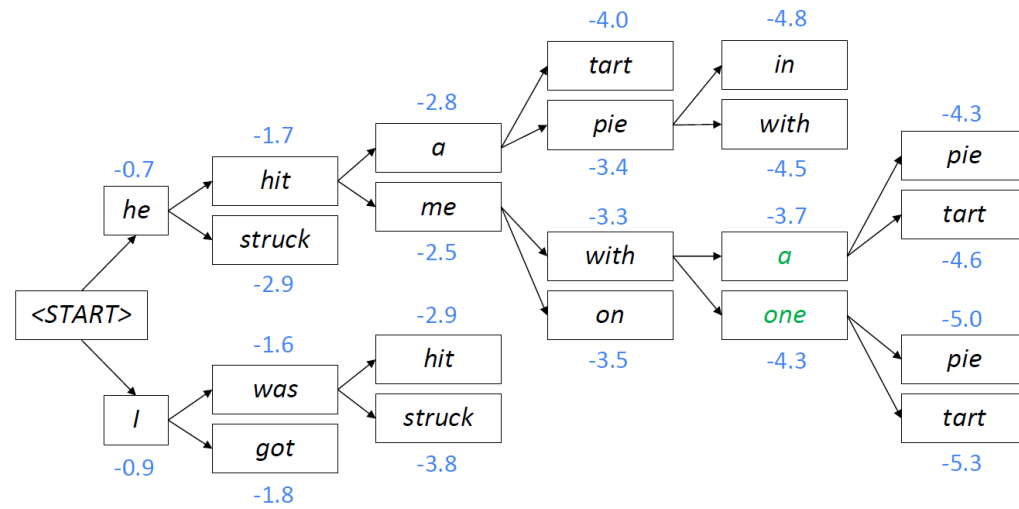 -4.0
-4.8
tart
in
-2.8
-4.3
a
pie
with
pie
-1.7
-0.7
hit
-3.4
-4.5
he
me
-3.3
-3.7
tart
struck
-2.5
with
a
-4.6
-2.9
<START>
-2.9
on
one
-5.0
-1.6
hit
-3.5
-4.3
pie
was
I
struck
tart
got
-0.9
-3.8
-5.3
-1.8